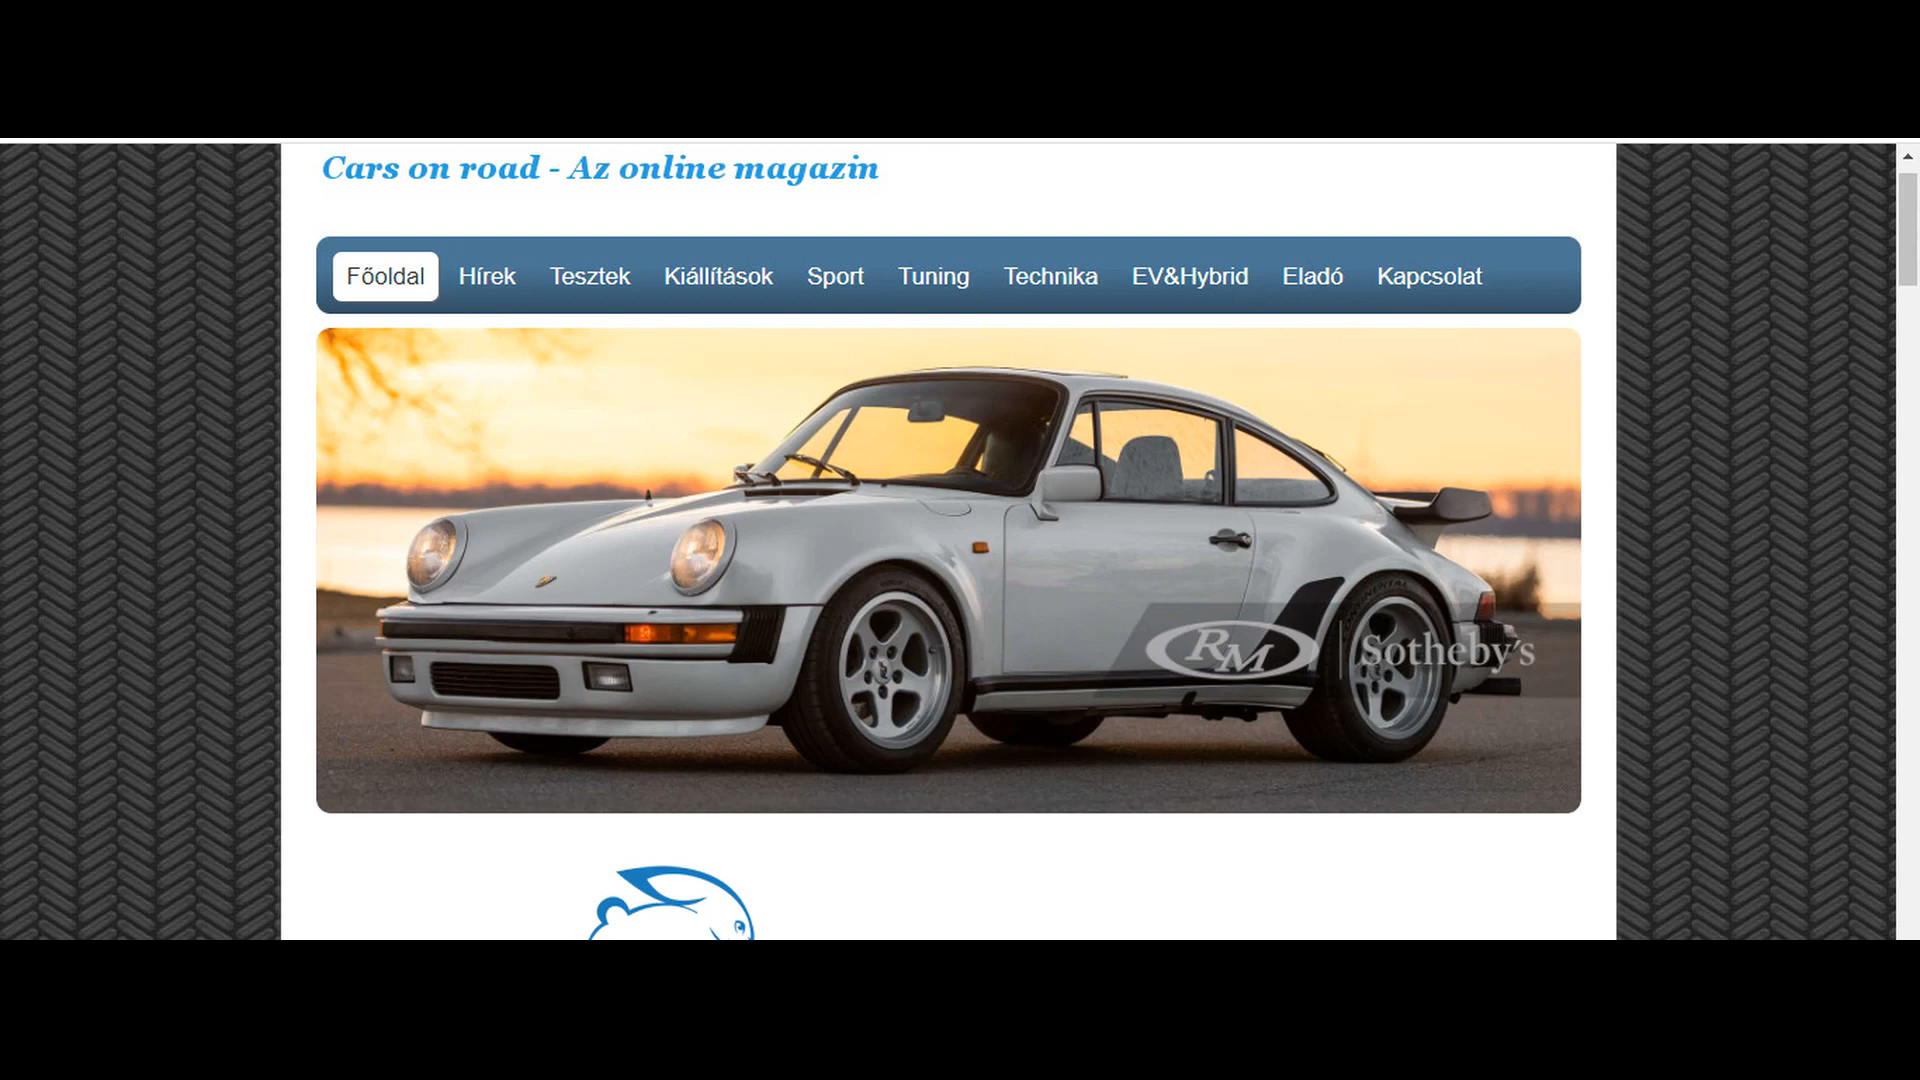 Cars on road - Az online magazin
Főoldal Hírek Tesztek Kiállítások Sport Tuning Technika EV&Hybrid Eladó Kapcsolat
CONTINENTAL
RM Sotheby's